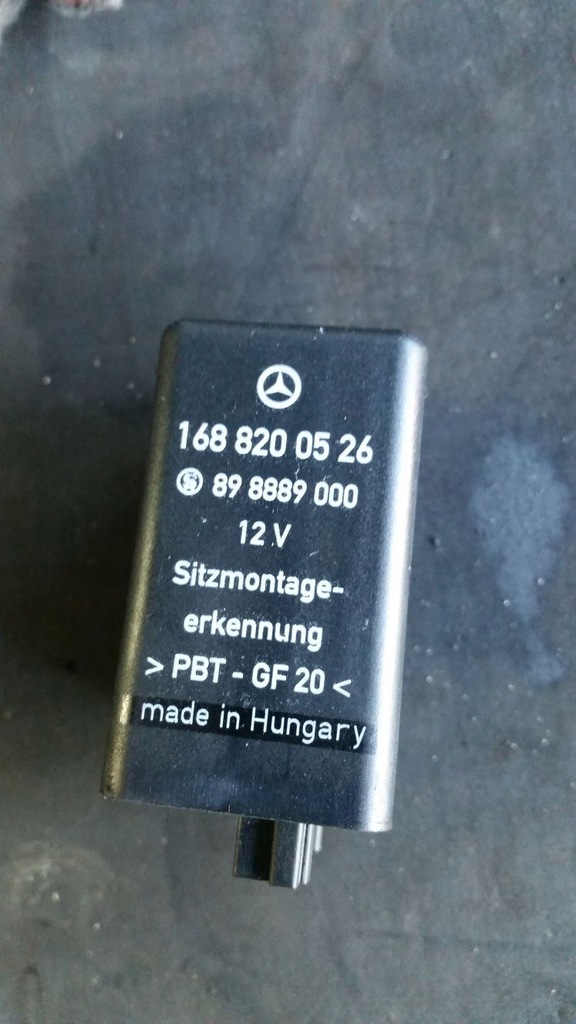 168 820 05 26
89 8889 000
12 V
Sitzmontage-
erkennung
> PBT - GF 20 <
made in Hungary